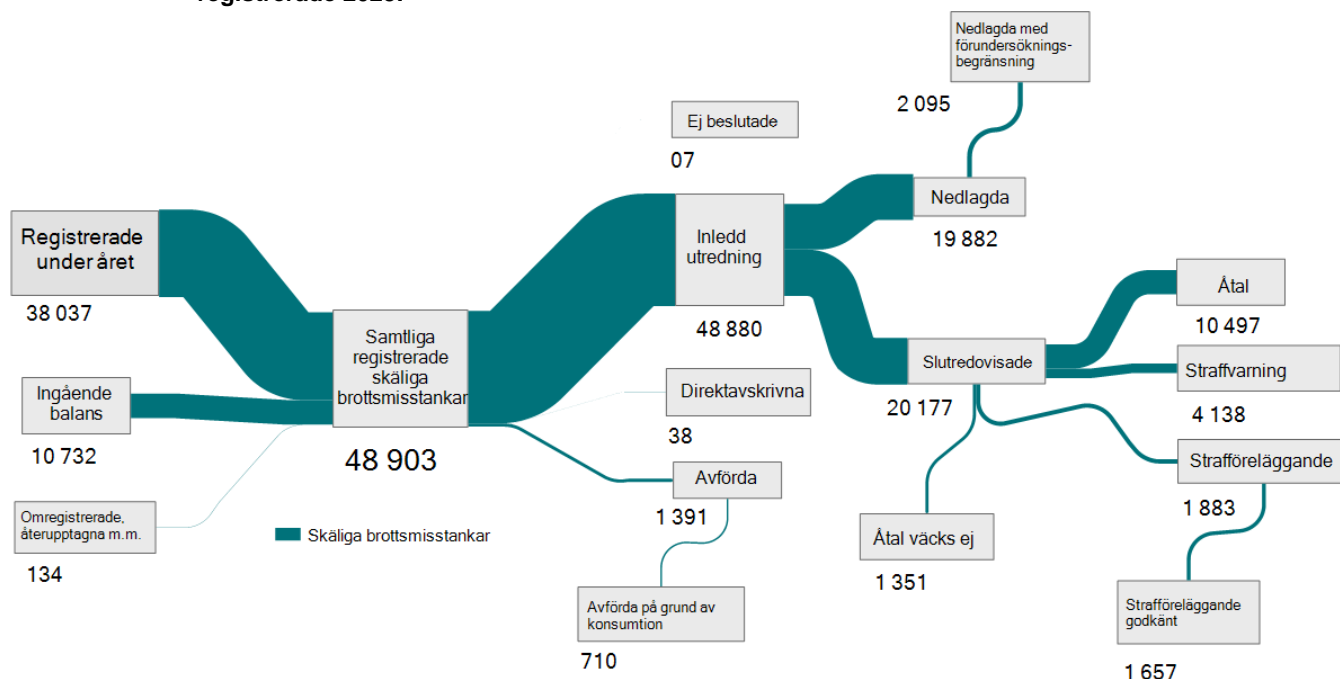 registrerade
Nedlagda med
förundersöknings-
begränsning
2 095
Ej beslutade
07
Nedlagda
19 882
Registrerade
under året
38 037
Inledd
utredning
48 880
Åtal
10 497
Samtliga
registrerade
skäliga
brottsmisstankar
48 903
Slutredovisade
20 177
Straffvarning
4 138
Ingående
balans
10 732
Direktavskrivna
38
Strafföreläggande
1 883
Avförda
1 391
Omregistrerade,
återupptagna m.m.
134
Skäliga brottsmisstankar
Åtal väcks ej
1 351
Avförda på grund av
konsumtion
710
Strafföreläggande
godkänt
1 657